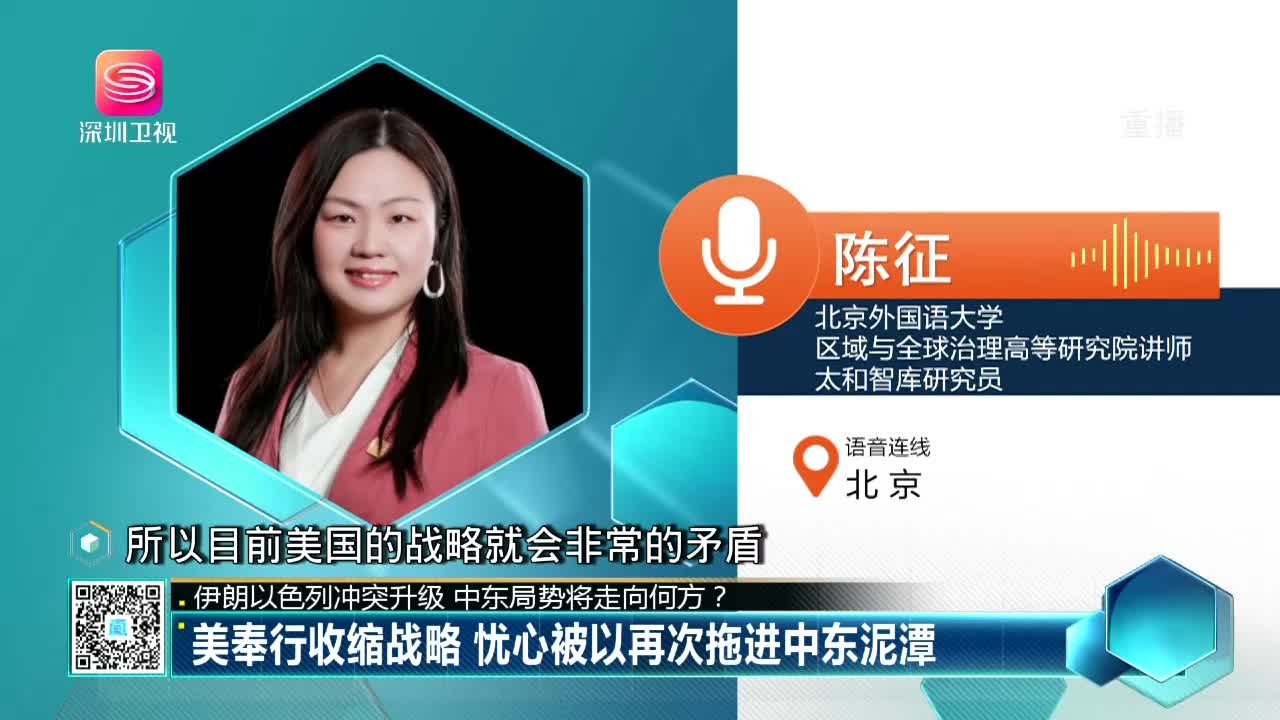 深圳卫视
重播
陈征
北京外国语大学
区域与全球治理高等研究院讲师
太和智库研究员
语音连线
北京
所以目前美国的战略就会非常的矛盾
伊朗以色列冲突升级 中东局势将走向何方？
美奉行收缩战略 忧心被以再次拖进中东泥潭